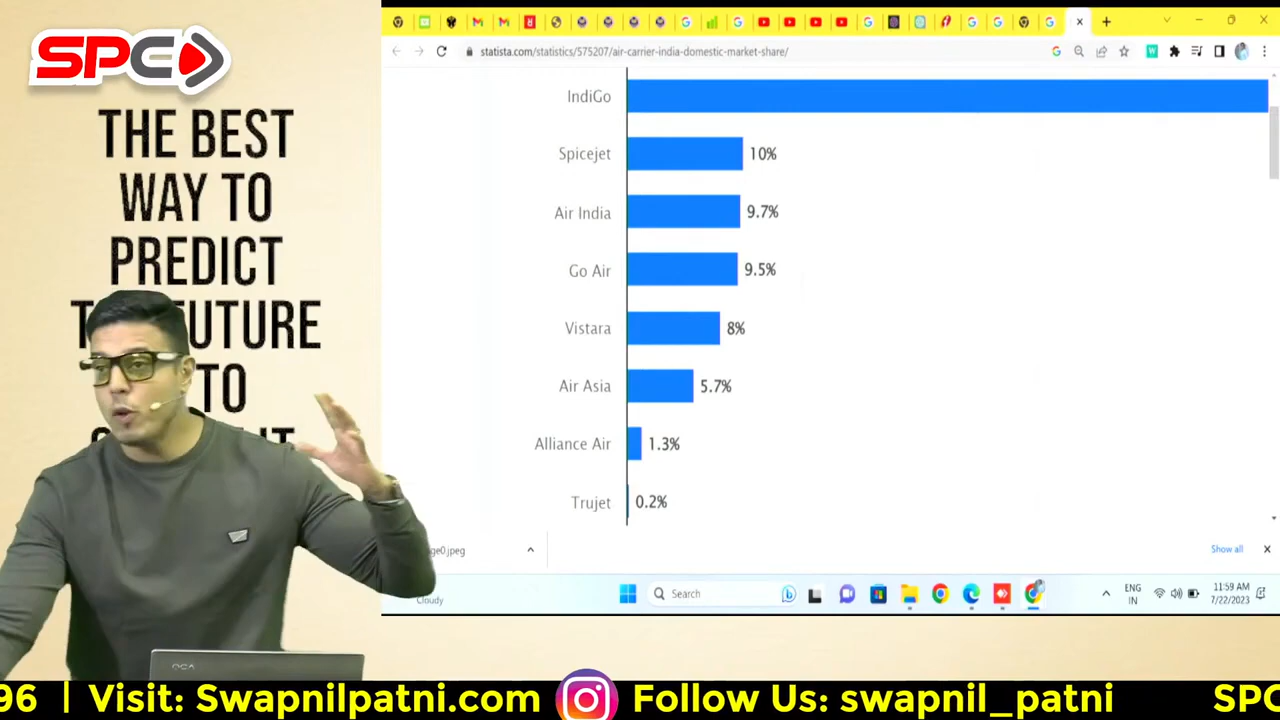 SPC
THE BEST
WAY TO
PREDICT
UTURE
TO
statista.com/statistics/575207/air-carrier-india-domestic-market-share/
IndiGo
Spicejet 10%
Air India 9.7%
Go Air 9.5%
Vistara 8%
Air Asia 5.7%
Alliance Air 1.3%
Trujet 0.2%
ge0.jpeg
Show all
Cloudy
Search
ENG
IN
11:59 AM
7/22/2023
OCA
96 | Visit: Swapnilpatni.com Follow Us: swapnil_patni SPC